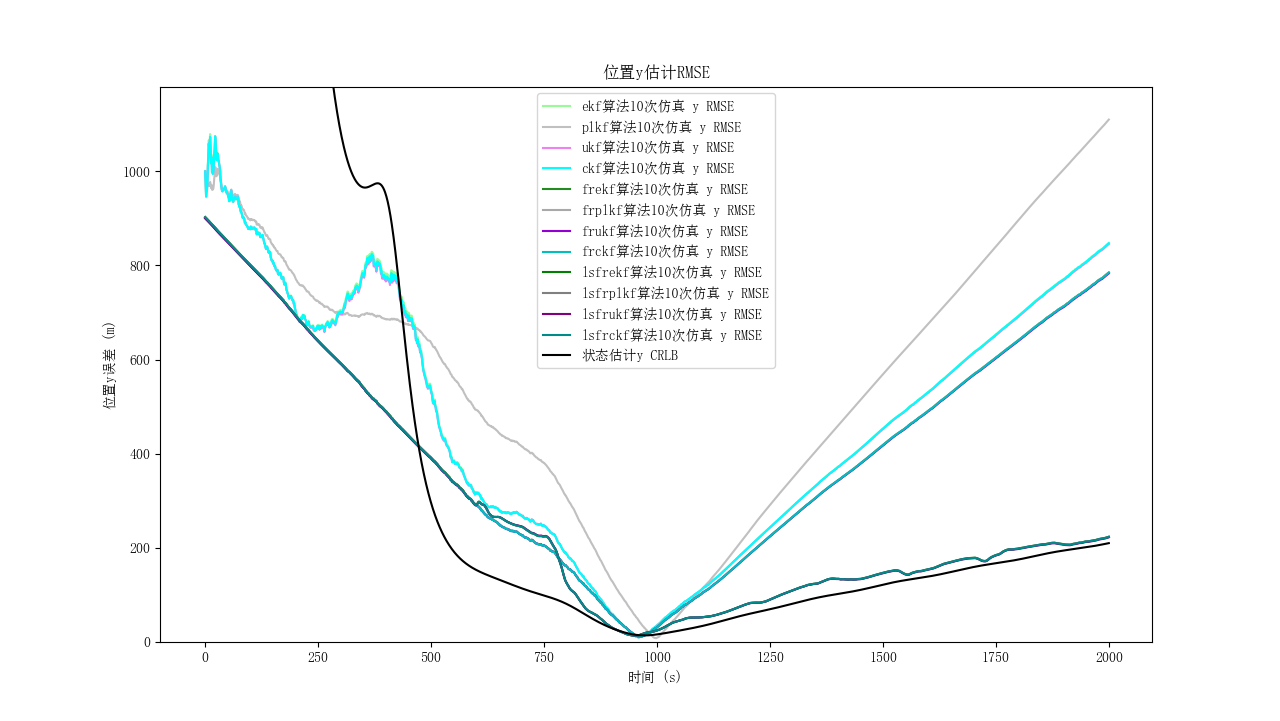 位置y估计RMSE
ekf算法10次仿真 y RMSE
plkf算法10次仿真 y RMSE
ukf算法10次仿真 y RMSE
ckf算法10次仿真 y RMSE
frekf算法10次仿真 y RMSE
frplkf算法10次仿真 y RMSE
frukf算法10次仿真 y RMSE
frckf算法10次仿真 y RMSE
lsfrekf算法10次仿真 y RMSE
lsfrplkf算法10次仿真 y RMSE
lsfrukf算法10次仿真 y RMSE
lsfrckf算法10次仿真 y RMSE
状态估计y CRLB
位置y误差 (m)
1000
800
600
400
200
0
0 250 500 750 1000 1250 1500 1750 2000
时间 (s)